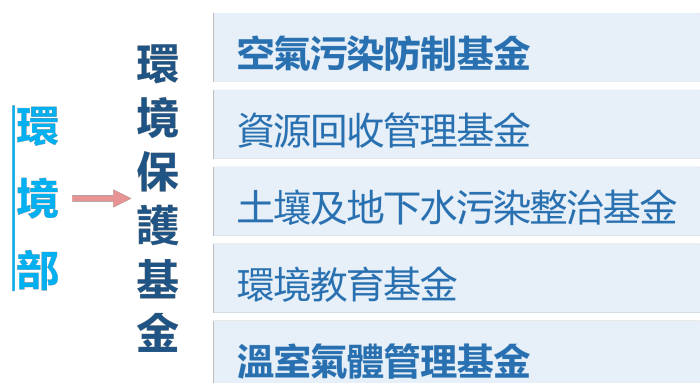 環境部
環境保護基金
空氣污染防制基金
資源回收管理基金
土壤及地下水污染整治基金
環境教育基金
溫室氣體管理基金